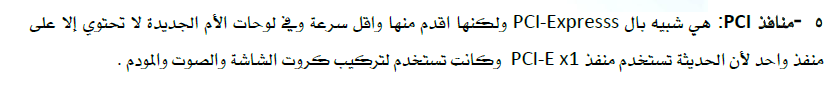 ٥ -منافذ PCI: هي شبيه بال PCI-Expresss ولكنها اقدم منها واقل سرعة وفي لوحات الأم الجديدة لا تحتوي إلا على
منفذ واحد لأن الحديثة تستخدم منفذ PCI-E x1 وكانت تستخدم لتركيب كروت الشاشة والصوت والمودم .